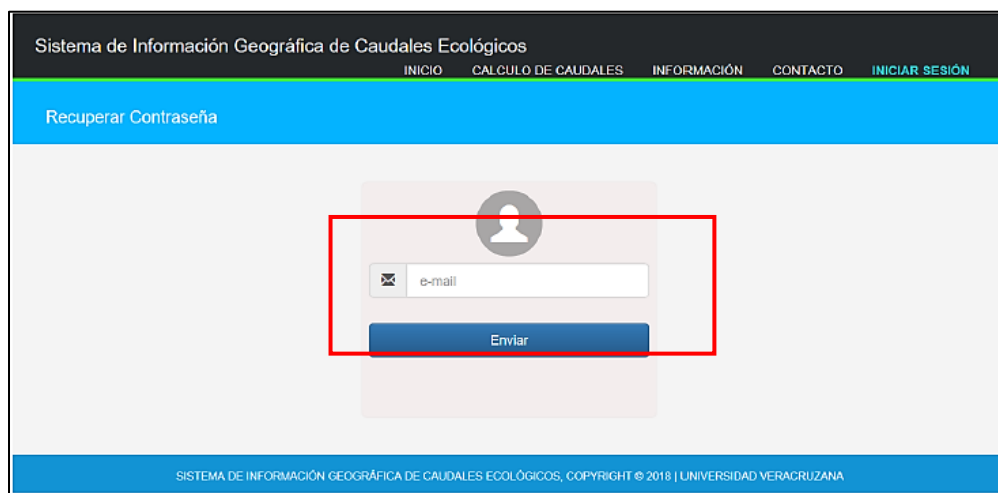 Sistema de Información Geográfica de Caudales Ecológicos
INICIO CALCULO DE CAUDALES INFORMACIÓN CONTACTO INICIAR SESIÓN
Recuperar Contraseña
e-mail
Enviar
SISTEMA DE INFORMACIÓN GEOGRÁFICA DE CAUDALES ECOLÓGICOS, COPYRIGHT © 2018 | UNIVERSIDAD VERACRUZANA